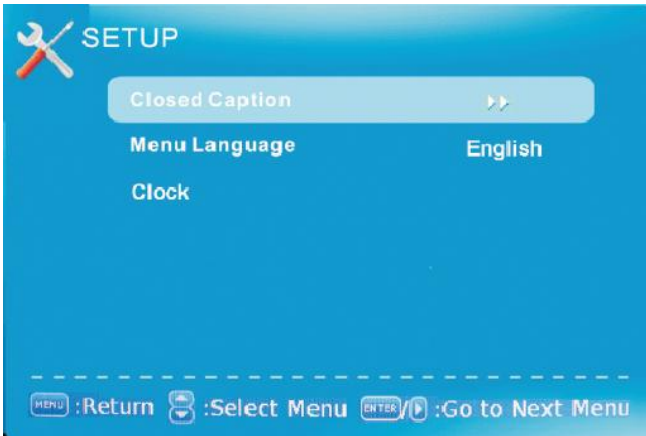 SETUP
Closed Caption
Menu Language English
Clock
MENU :Return :Select Menu ENTER/ :Go to Next Menu